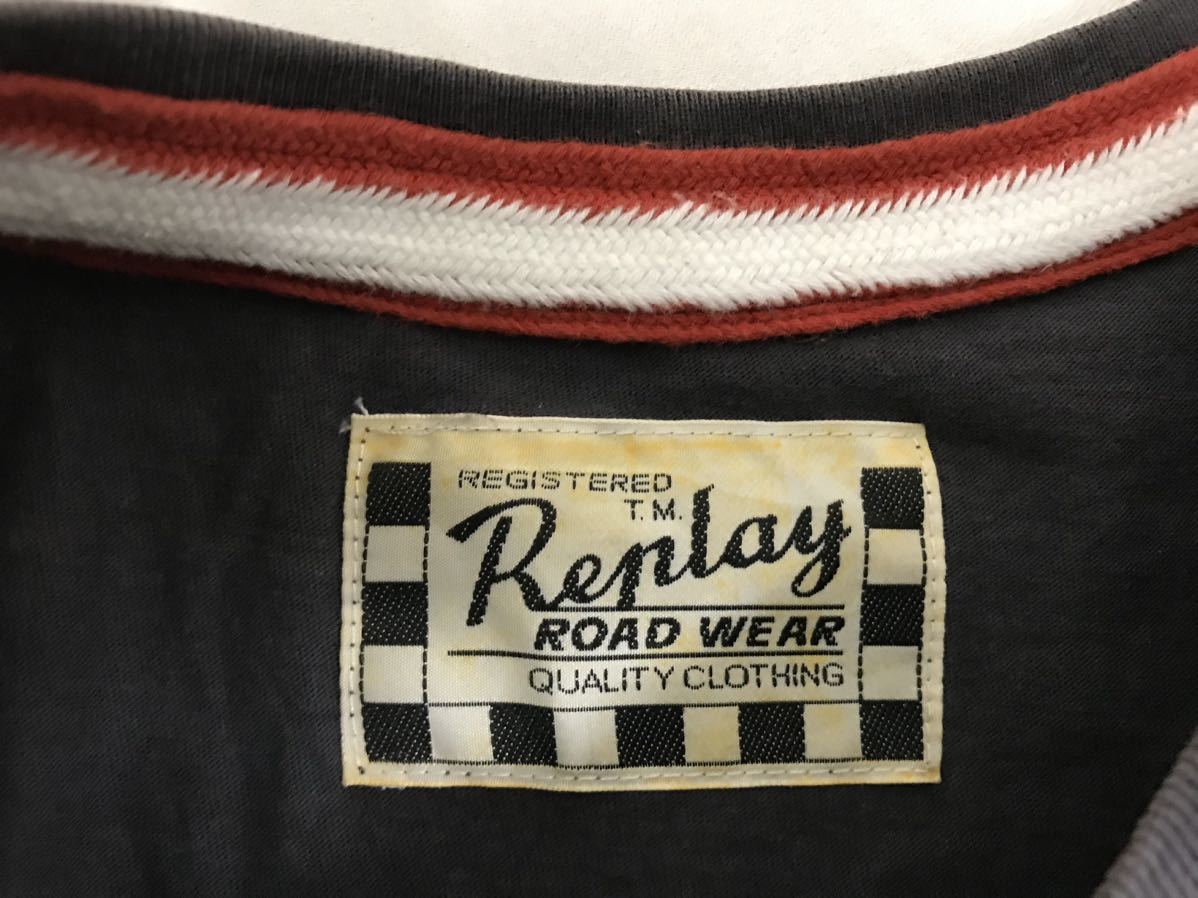 REGISTERED
T.M.
Replay
ROAD WEAR
QUALITY CLOTHING